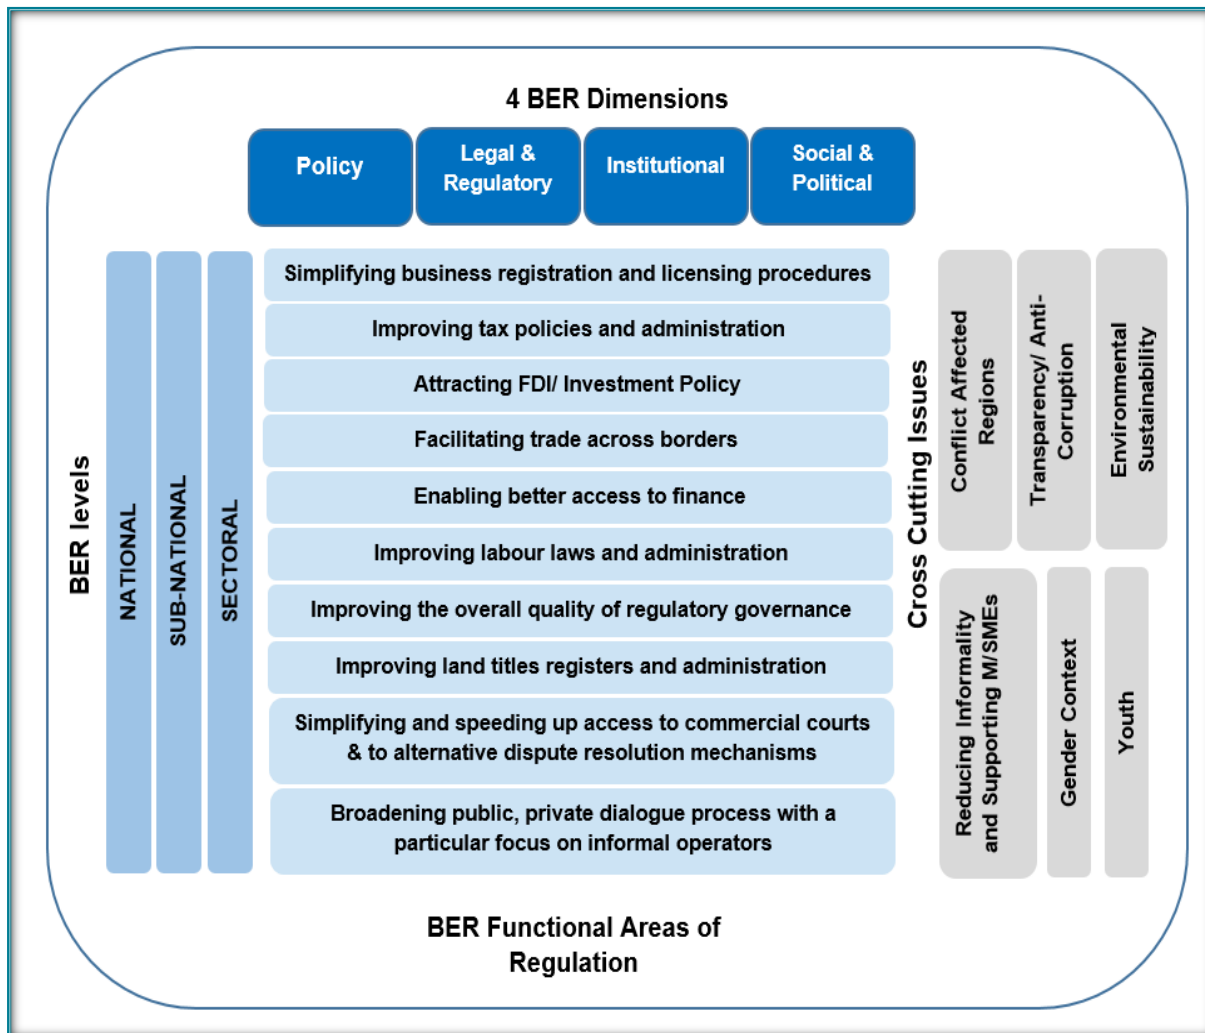 4 BER Dimensions
Policy
Legal &
Regulatory
Institutional
Social &
Political
BER levels
NATIONAL
SUB-NATIONAL
SECTORAL
Simplifying business registration and licensing procedures
Improving tax policies and administration
Attracting FDI/ Investment Policy
Facilitating trade across borders
Enabling better access to finance
Improving labour laws and administration
Improving the overall quality of regulatory governance
Improving land titles registers and administration
Simplifying and speeding up access to commercial courts
& to alternative dispute resolution mechanisms
Broadening public, private dialogue process with a
particular focus on informal operators
Cross Cutting Issues
Conflict Affected
Regions
Transparency/ Anti-
Corruption
Environmental
Sustainability
Reducing Informality
and Supporting M/SMEs
Gender Context
Youth
BER Functional Areas of
Regulation